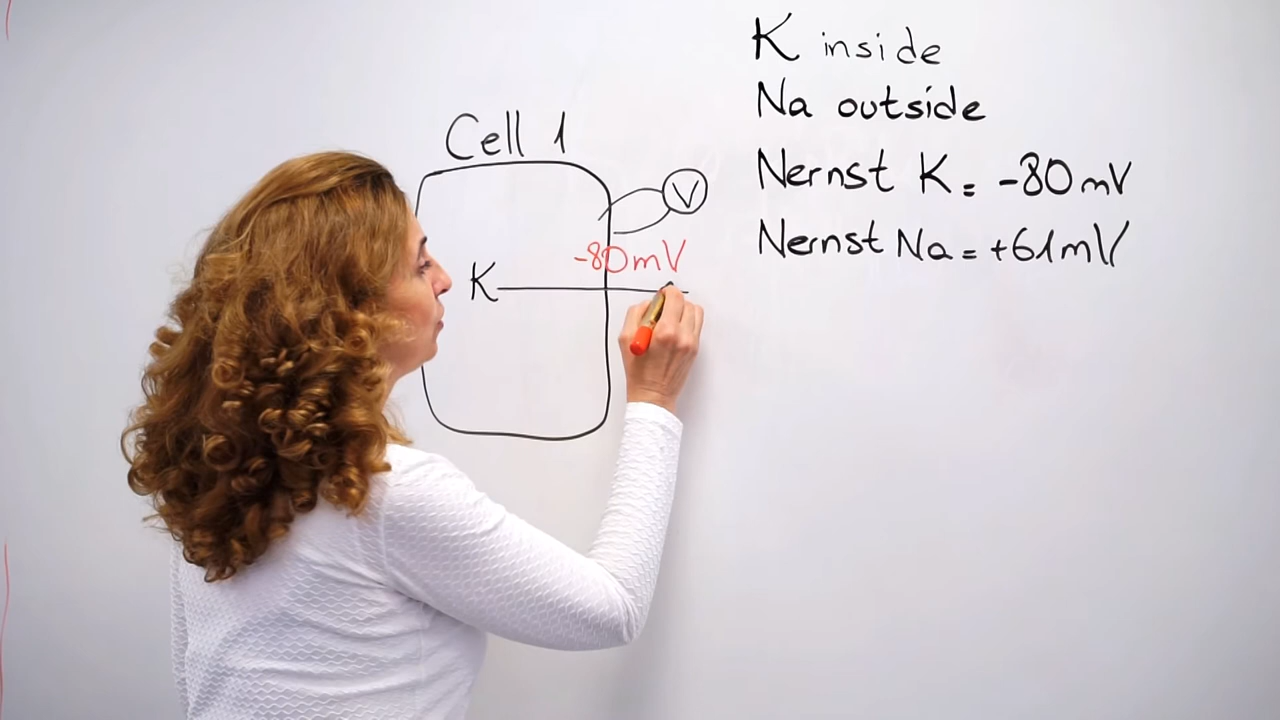 Cell 1
V
-80mV
K
K inside
Na outside
Nernst K = -80mV
Nernst Na = +61mV